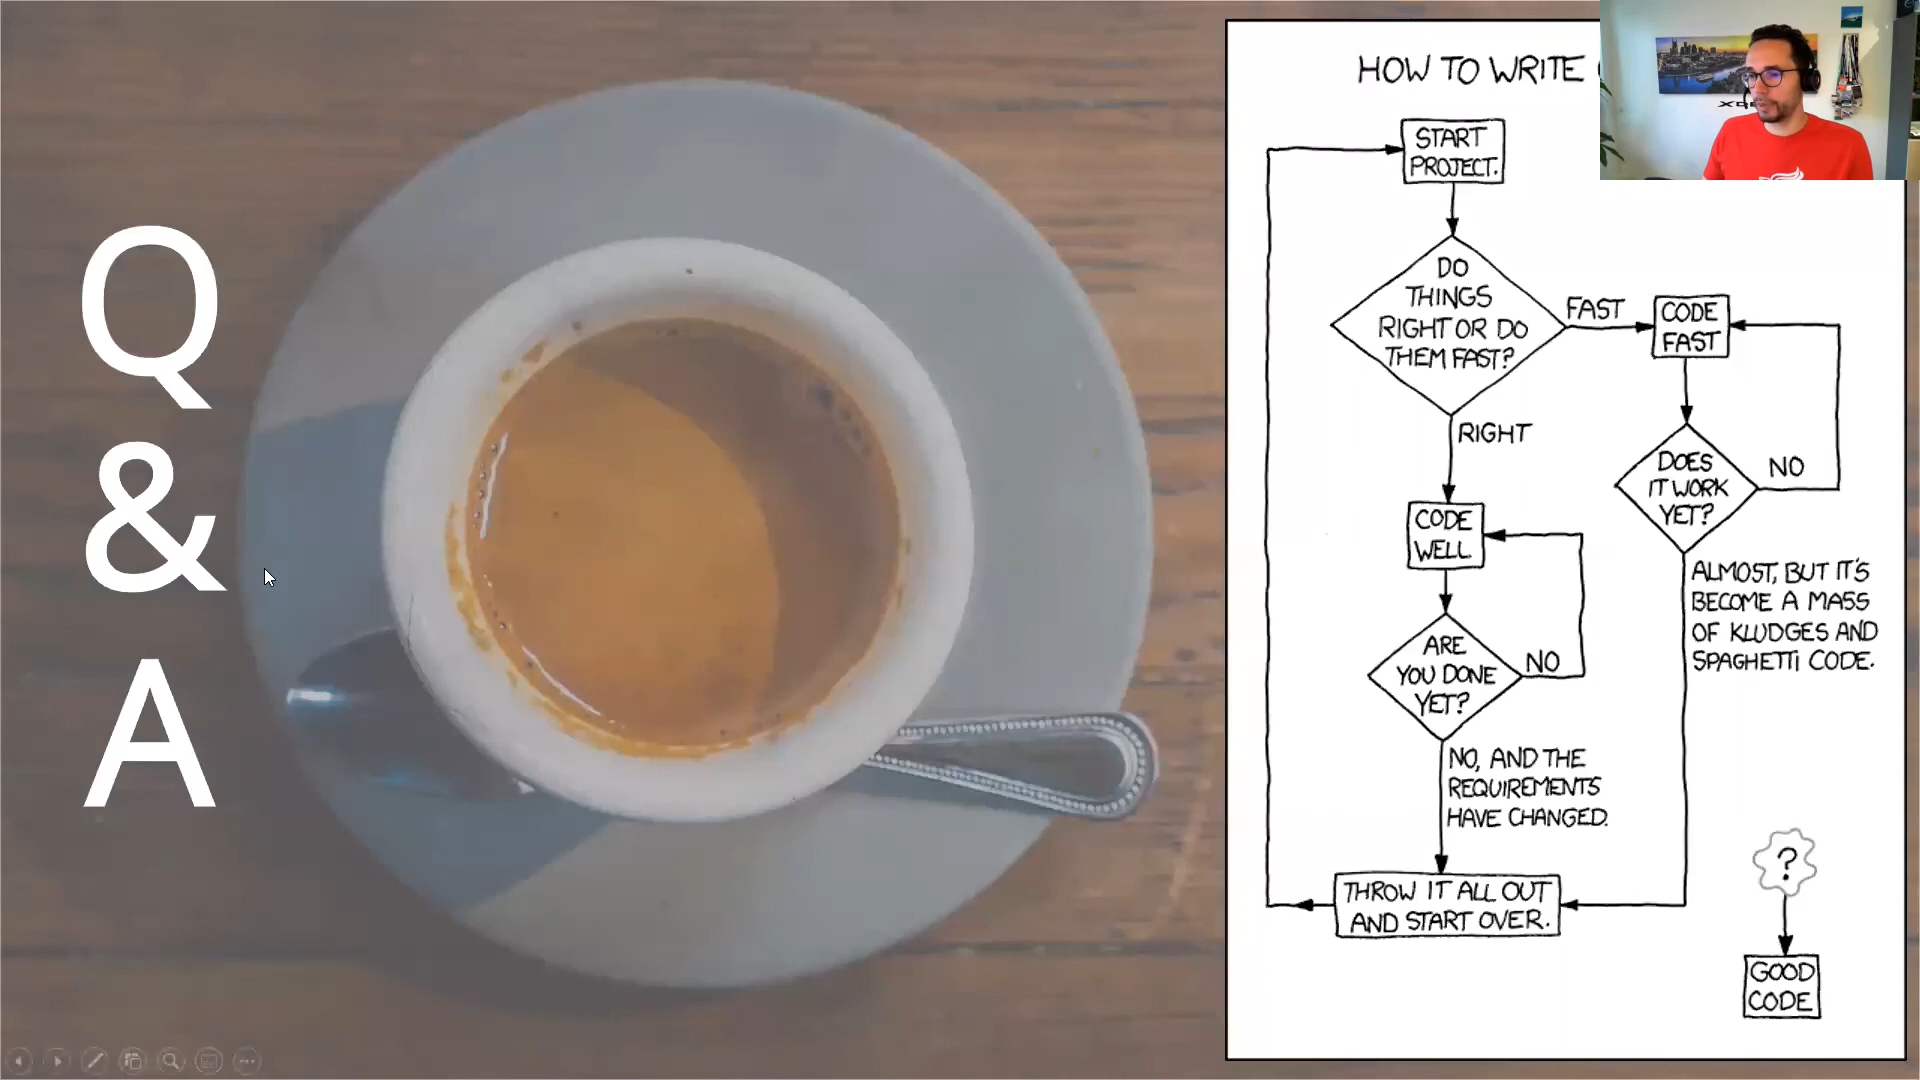 Q
&
A
HOW TO WRITE
START
PROJECT.
DO
THINGS
RIGHT OR DO
THEM FAST?
FAST
CODE
FAST
RIGHT
DOES
IT WORK
YET?
NO
CODE
WELL
ALMOST, BUT IT'S
BECOME A MASS
OF KLUDGES AND
SPAGHETTI CODE.
ARE
YOU DONE
YET?
NO
NO, AND THE
REQUIREMENTS
HAVE CHANGED.
THROW IT ALL OUT
AND START OVER.
?
GOOD
CODE